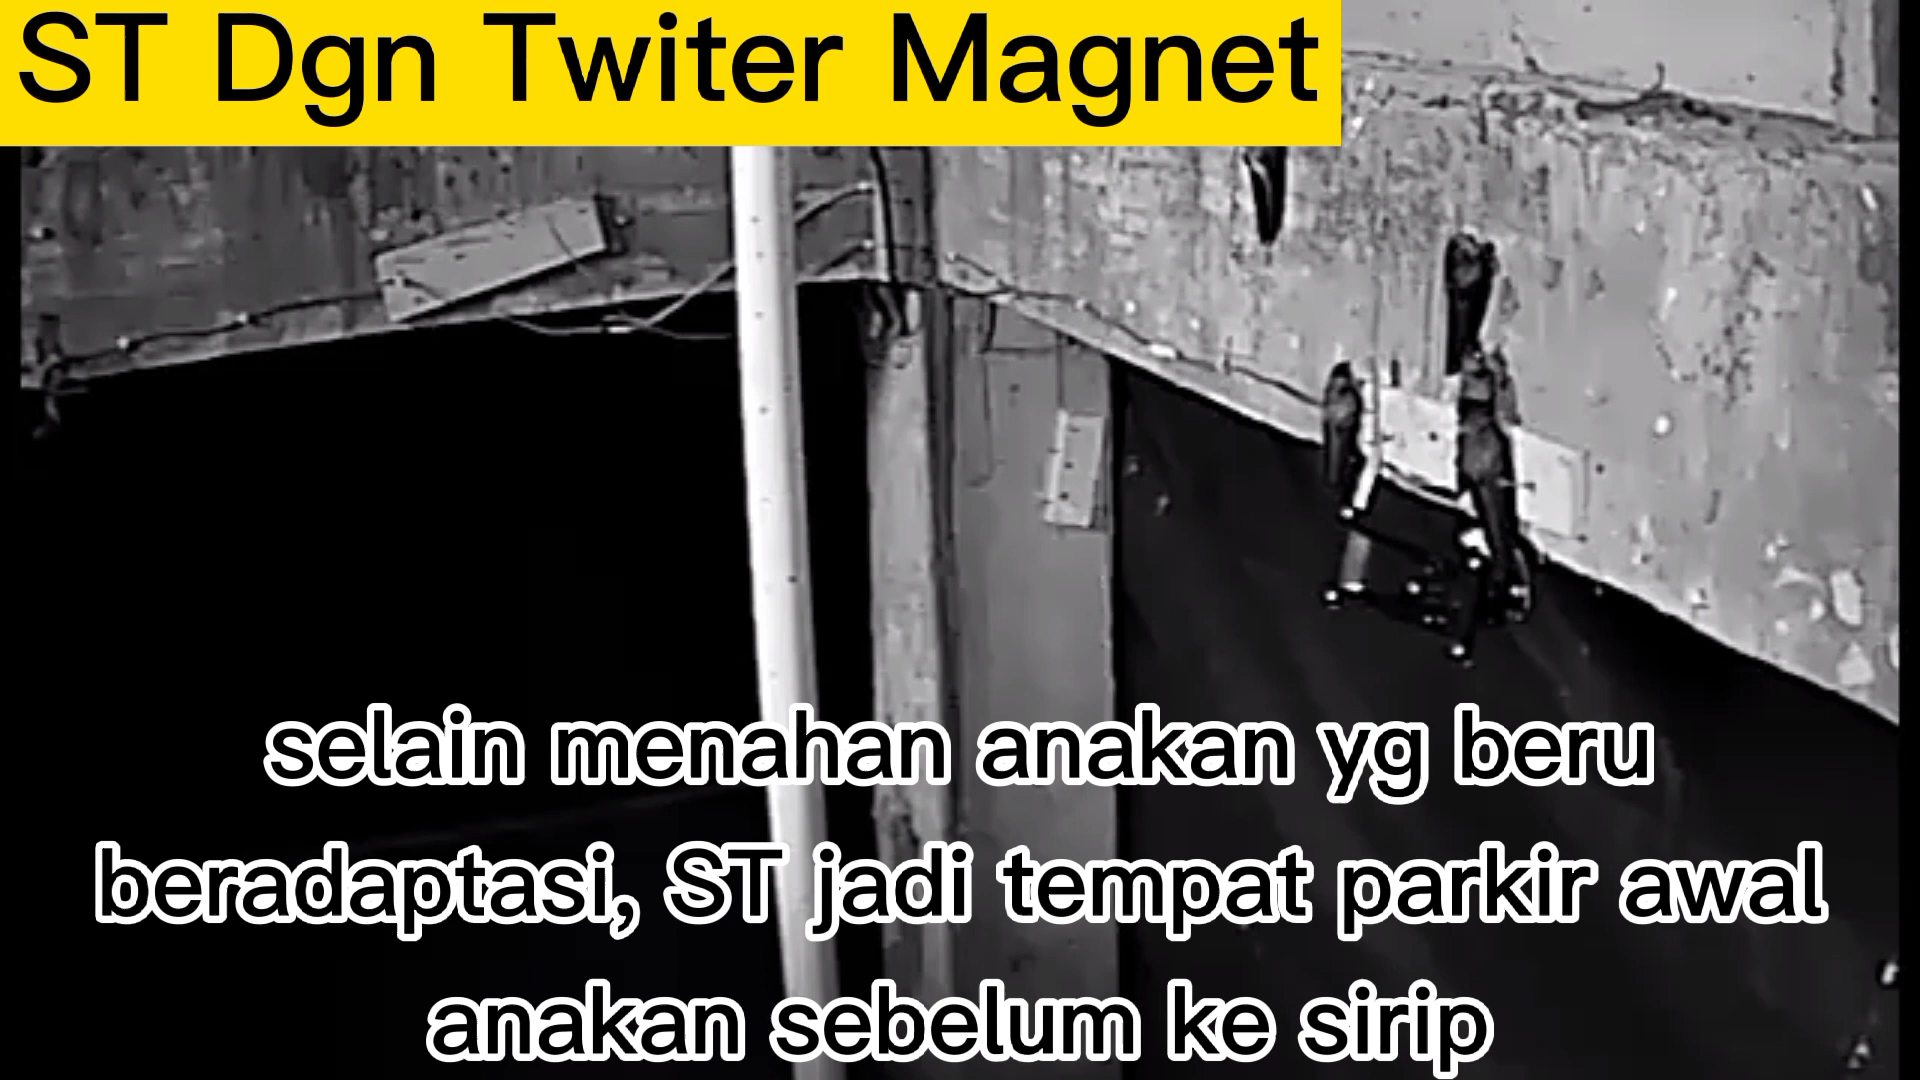 ST Dgn Twiter Magnet
selain menahan anakan yg beru
beradaptasi, ST jadi tempat parkir awal
anakan sebelum ke sirip